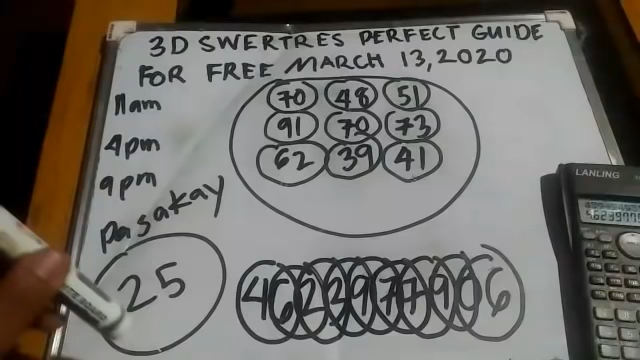 3D SWERTRES PERFECT GUIDE
FOR FREE MARCH 13,2020
11am 70 48 51
4pm 91 70 73
9pm 62 39 41
Pasakay
25
4623977906
LANLING